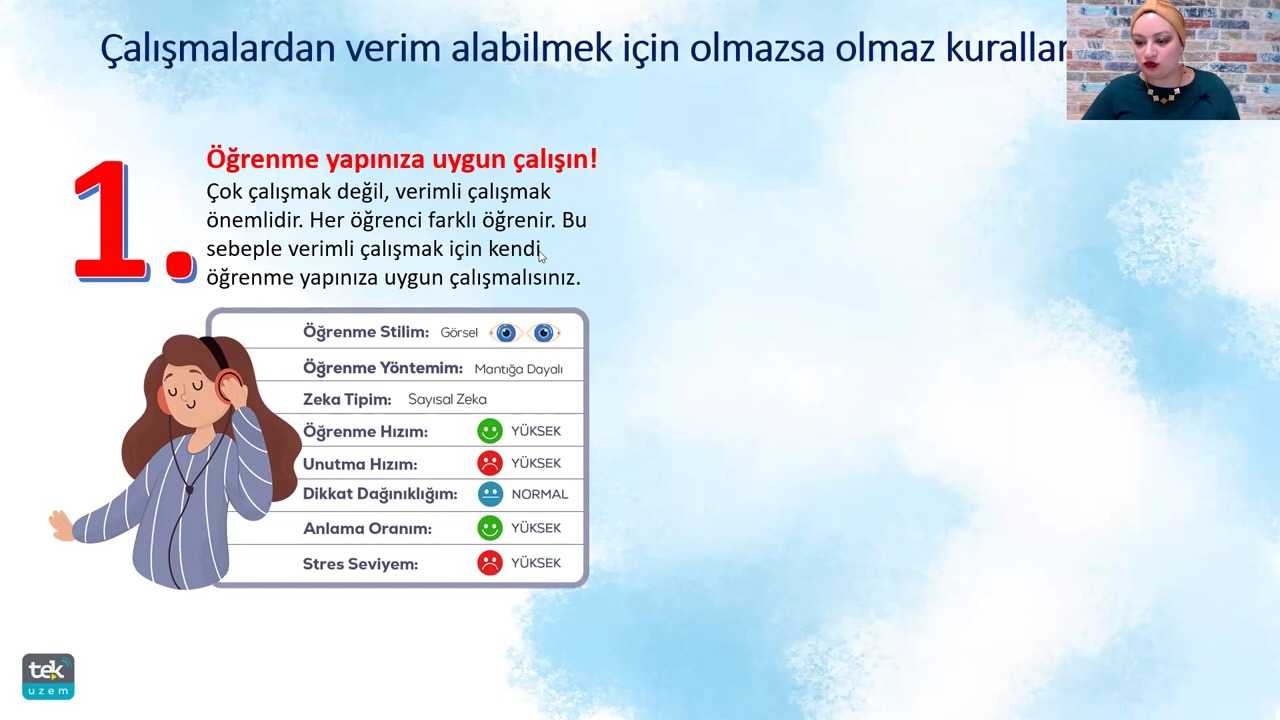 Çalışmalardan verim alabilmek için olmazsa olmaz kurallar
1.
Öğrenme yapınıza uygun çalışın!
Çok çalışmak değil, verimli çalışmak
önemlidir. Her öğrenci farklı öğrenir. Bu
sebeple verimli çalışmak için kendi
öğrenme yapınıza uygun çalışmalısınız.
Öğrenme Stilim: Görsel
Öğrenme Yöntemim: Mantığa Dayalı
Zeka Tipim: Sayısal Zeka
Öğrenme Hızım: YÜKSEK
Unutma Hızım: YÜKSEK
Dikkat Dağınıklığım: NORMAL
Anlama Oranım: YÜKSEK
Stres Seviyem: YÜKSEK
tek
uzem